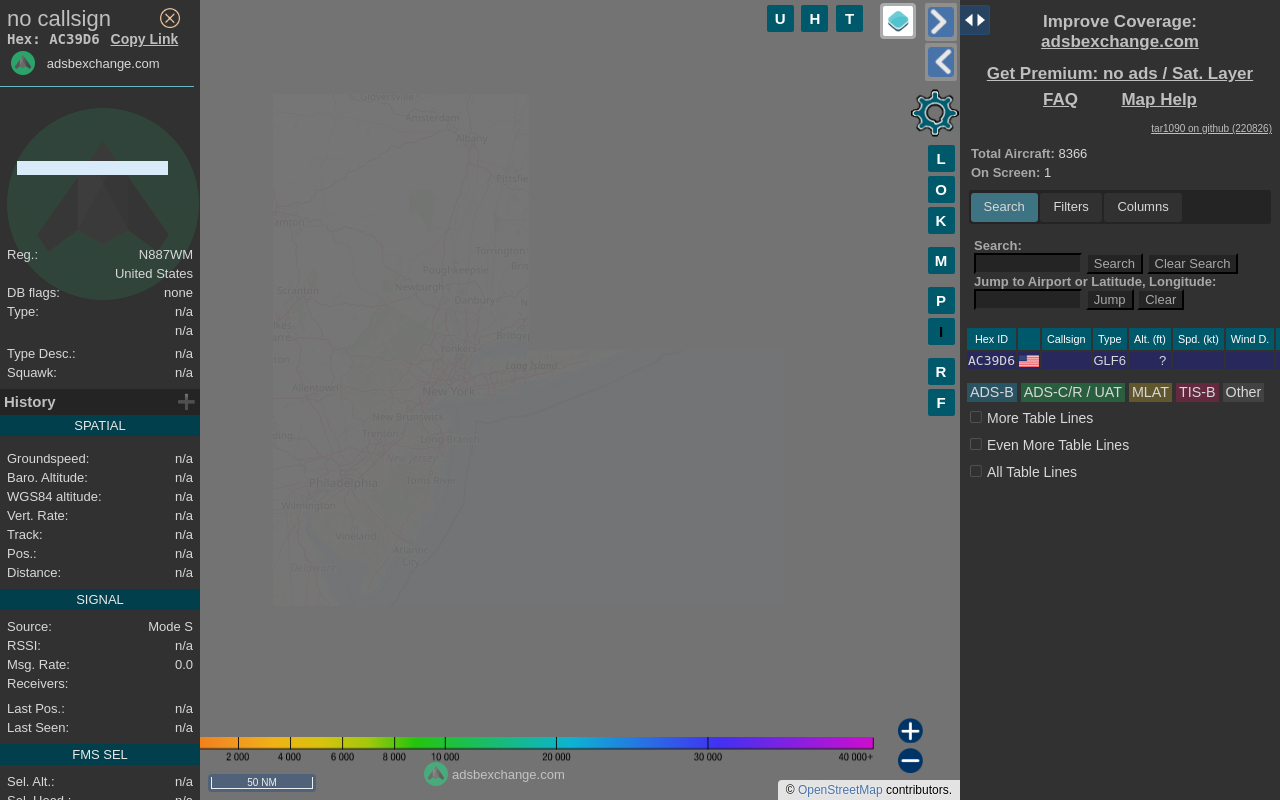 no callsign
Hex: AC39D6 Copy Link
adsbexchange.com
Reg.: N887WM
United States
DB flags: none
Type: n/a
n/a
Type Desc.: n/a
Squawk: n/a
History
SPATIAL
Groundspeed: n/a
Baro. Altitude: n/a
WGS84 altitude: n/a
Vert. Rate: n/a
Track: n/a
Pos.: n/a
Distance: n/a
SIGNAL
Source: Mode S
RSSI: n/a
Msg. Rate: 0.0
Receivers:
Last Pos.: n/a
Last Seen: n/a
FMS SEL
Sel. Alt.: n/a
Sel. Head.: n/a
U H T
L
O
K
M
P
I
R
F
Gloversville
Amsterdam
Albany
Pittsfie
Torrington
Poughkeepsie
Newburgh
Scranton
Danbury
Bridgep
Yonkers
Long Island
Allentown
New York
New Brunswick
Trenton
Long Branch
New Jersey
Philadelphia
Toms River
Wilmington
Vineland
Atlantic
City
Delaware
2 000 4 000 6 000 8 000 10 000 20 000 30 000 40 000+
adsbexchange.com
50 NM
© OpenStreetMap contributors.
Improve Coverage:
adsbexchange.com
Get Premium: no ads / Sat. Layer
FAQ Map Help
tar1090 on github (220826)
Total Aircraft: 8366
On Screen: 1
Search Filters Columns
Search:
Search Clear Search
Jump to Airport or Latitude, Longitude:
Jump Clear
Hex ID Callsign Type Alt. (ft) Spd. (kt) Wind D.
AC39D6 GLF6 ?
ADS-B ADS-C/R / UAT MLAT TIS-B Other
More Table Lines
Even More Table Lines
All Table Lines